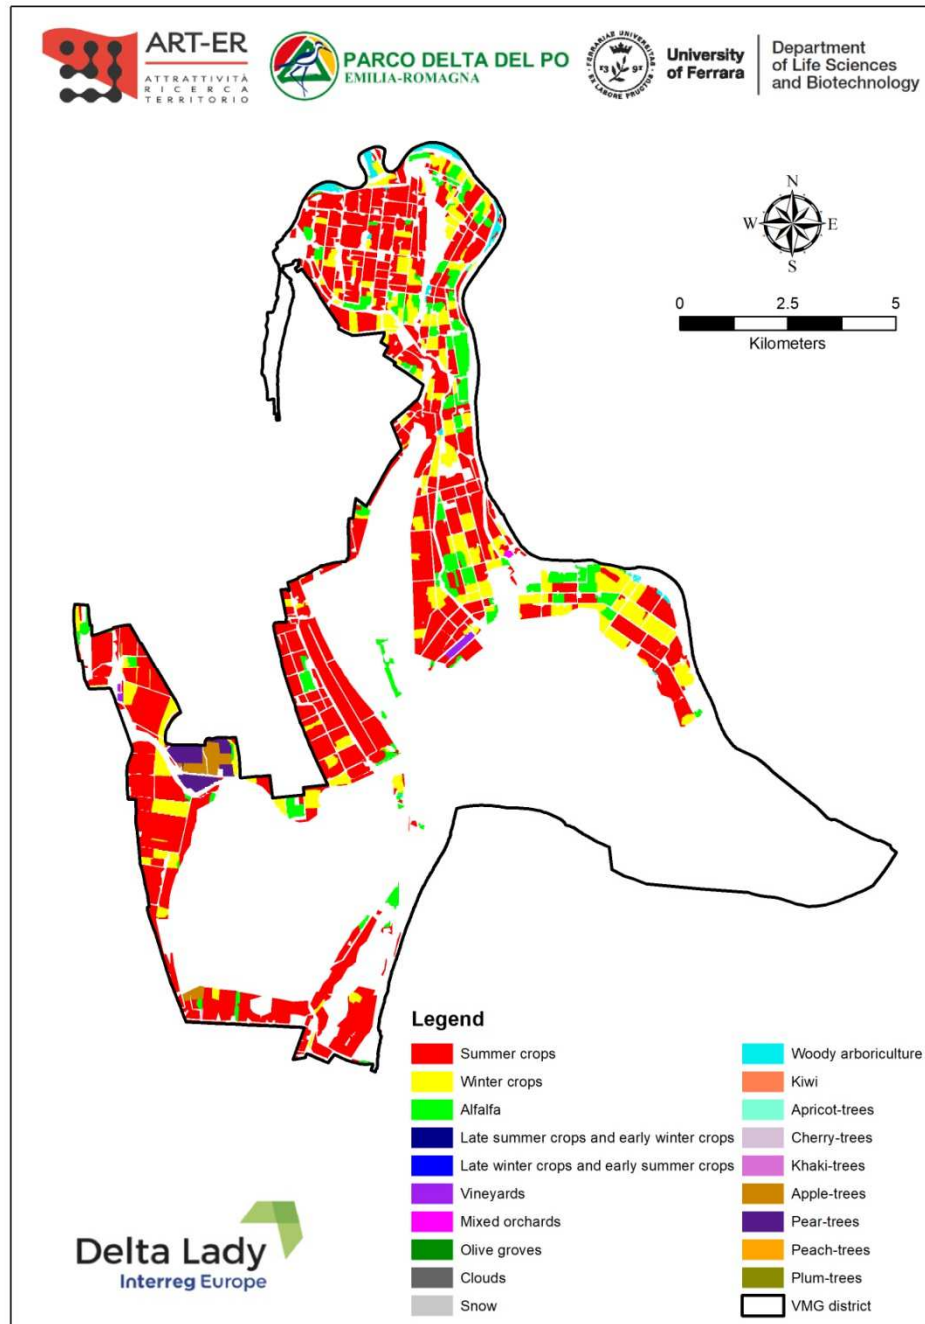 ART-ER
ATTRATTIVITÀ
RICERCA
TERRITORIO
PARCO DELTA DEL PO
EMILIA-ROMAGNA
University
of Ferrara
Department
of Life Sciences
and Biotechnology
N
W E
S
0 2.5 5
Kilometers
Legend
Summer crops
Winter crops
Alfalfa
Late summer crops and early winter crops
Late winter crops and early summer crops
Vineyards
Mixed orchards
Olive groves
Clouds
Snow
Woody arboriculture
Kiwi
Apricot-trees
Cherry-trees
Khaki-trees
Apple-trees
Pear-trees
Peach-trees
Plum-trees
VMG district
Delta Lady
Interreg Europe